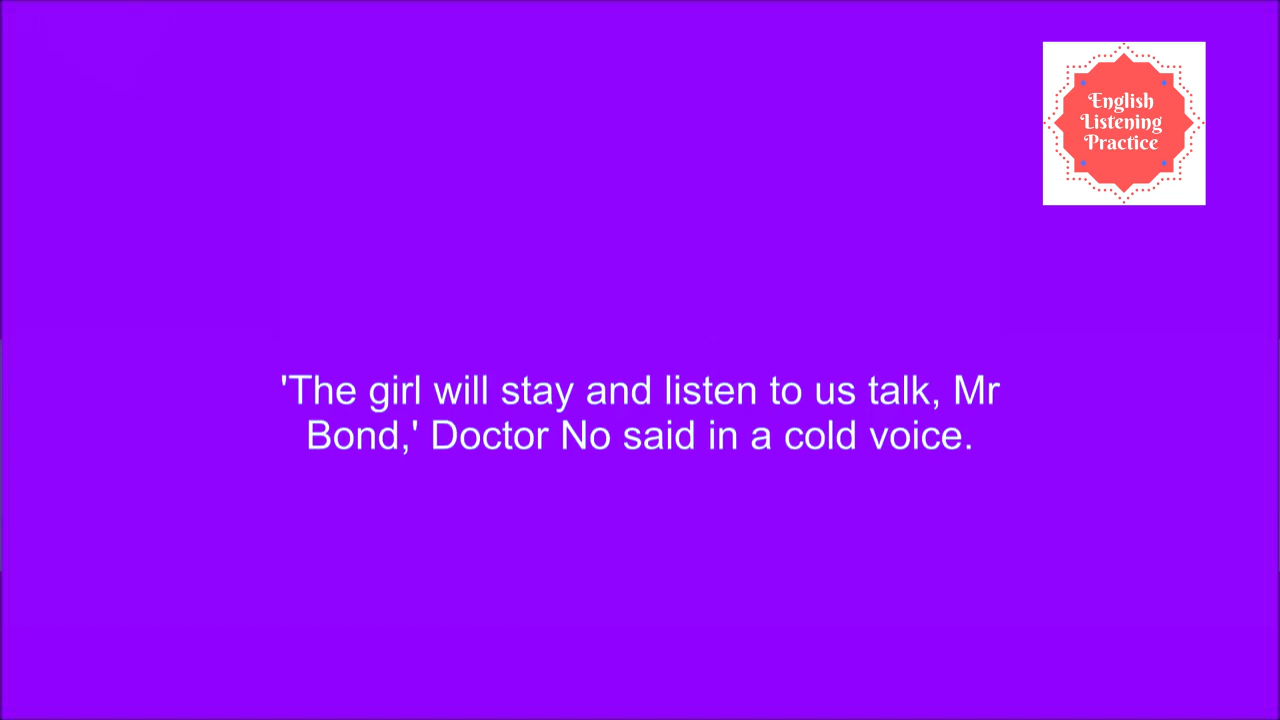 English
Listening
Practice
'The girl will stay and listen to us talk, Mr
Bond,' Doctor No said in a cold voice.